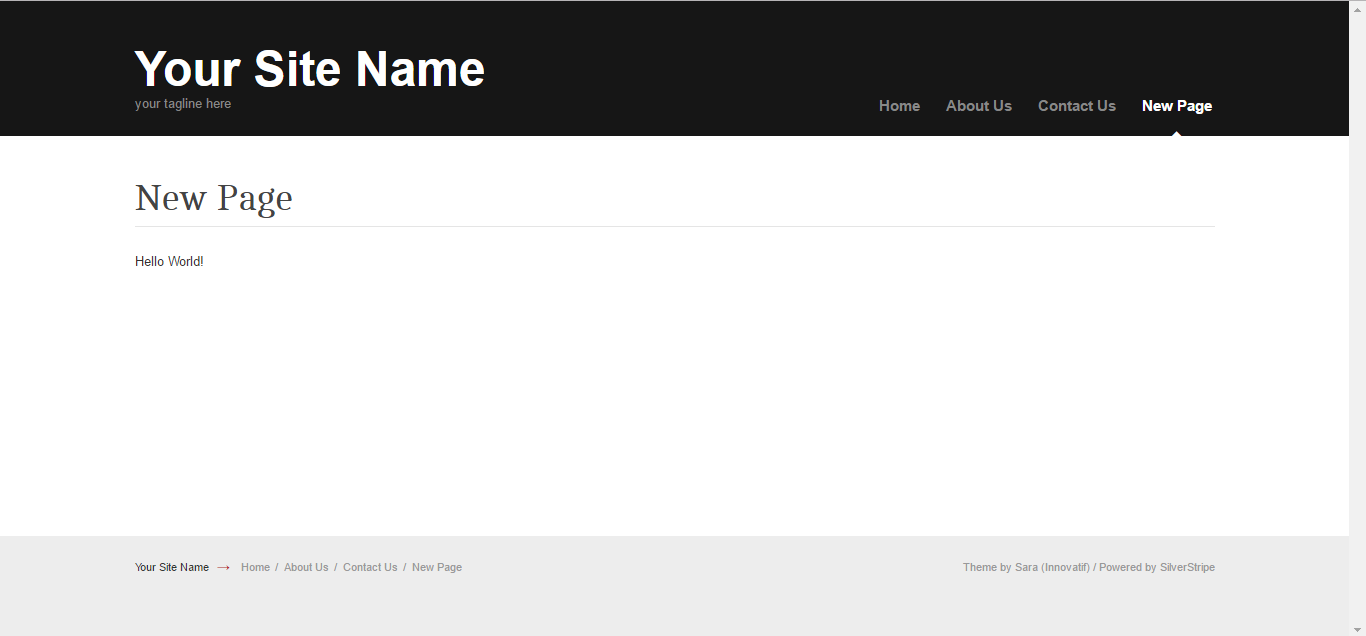 Your Site Name
your tagline here
Home About Us Contact Us New Page
New Page
Hello World!
Your Site Name → Home / About Us / Contact Us / New Page
Theme by Sara (Innovatif) / Powered by SilverStripe